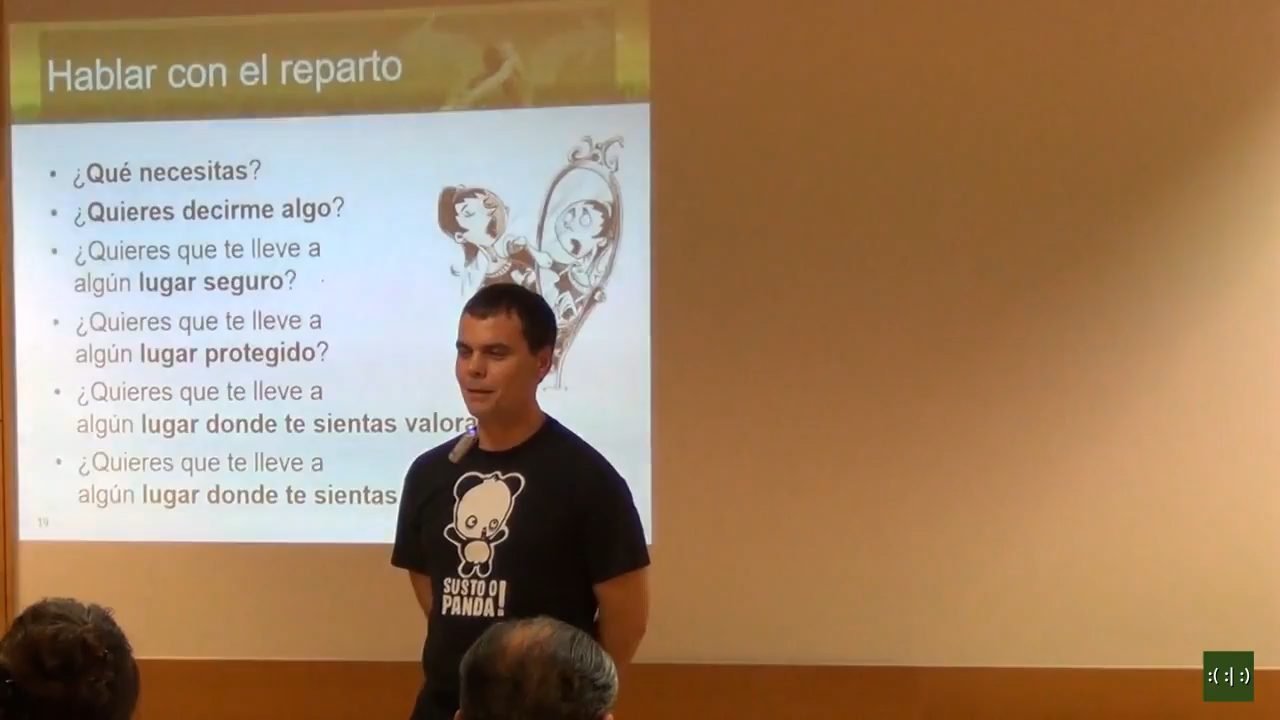 Hablar con el reparto
• ¿Qué necesitas?
• ¿Quieres decirme algo?
• ¿Quieres que te lleve a
algún lugar seguro?
• ¿Quieres que te lleve a
algún lugar protegido?
• ¿Quieres que te lleve a
algún lugar donde te sientas valora
• ¿Quieres que te lleve a
algún lugar donde te sientas
19
SUSTO O
PANDA!
:( :| :)